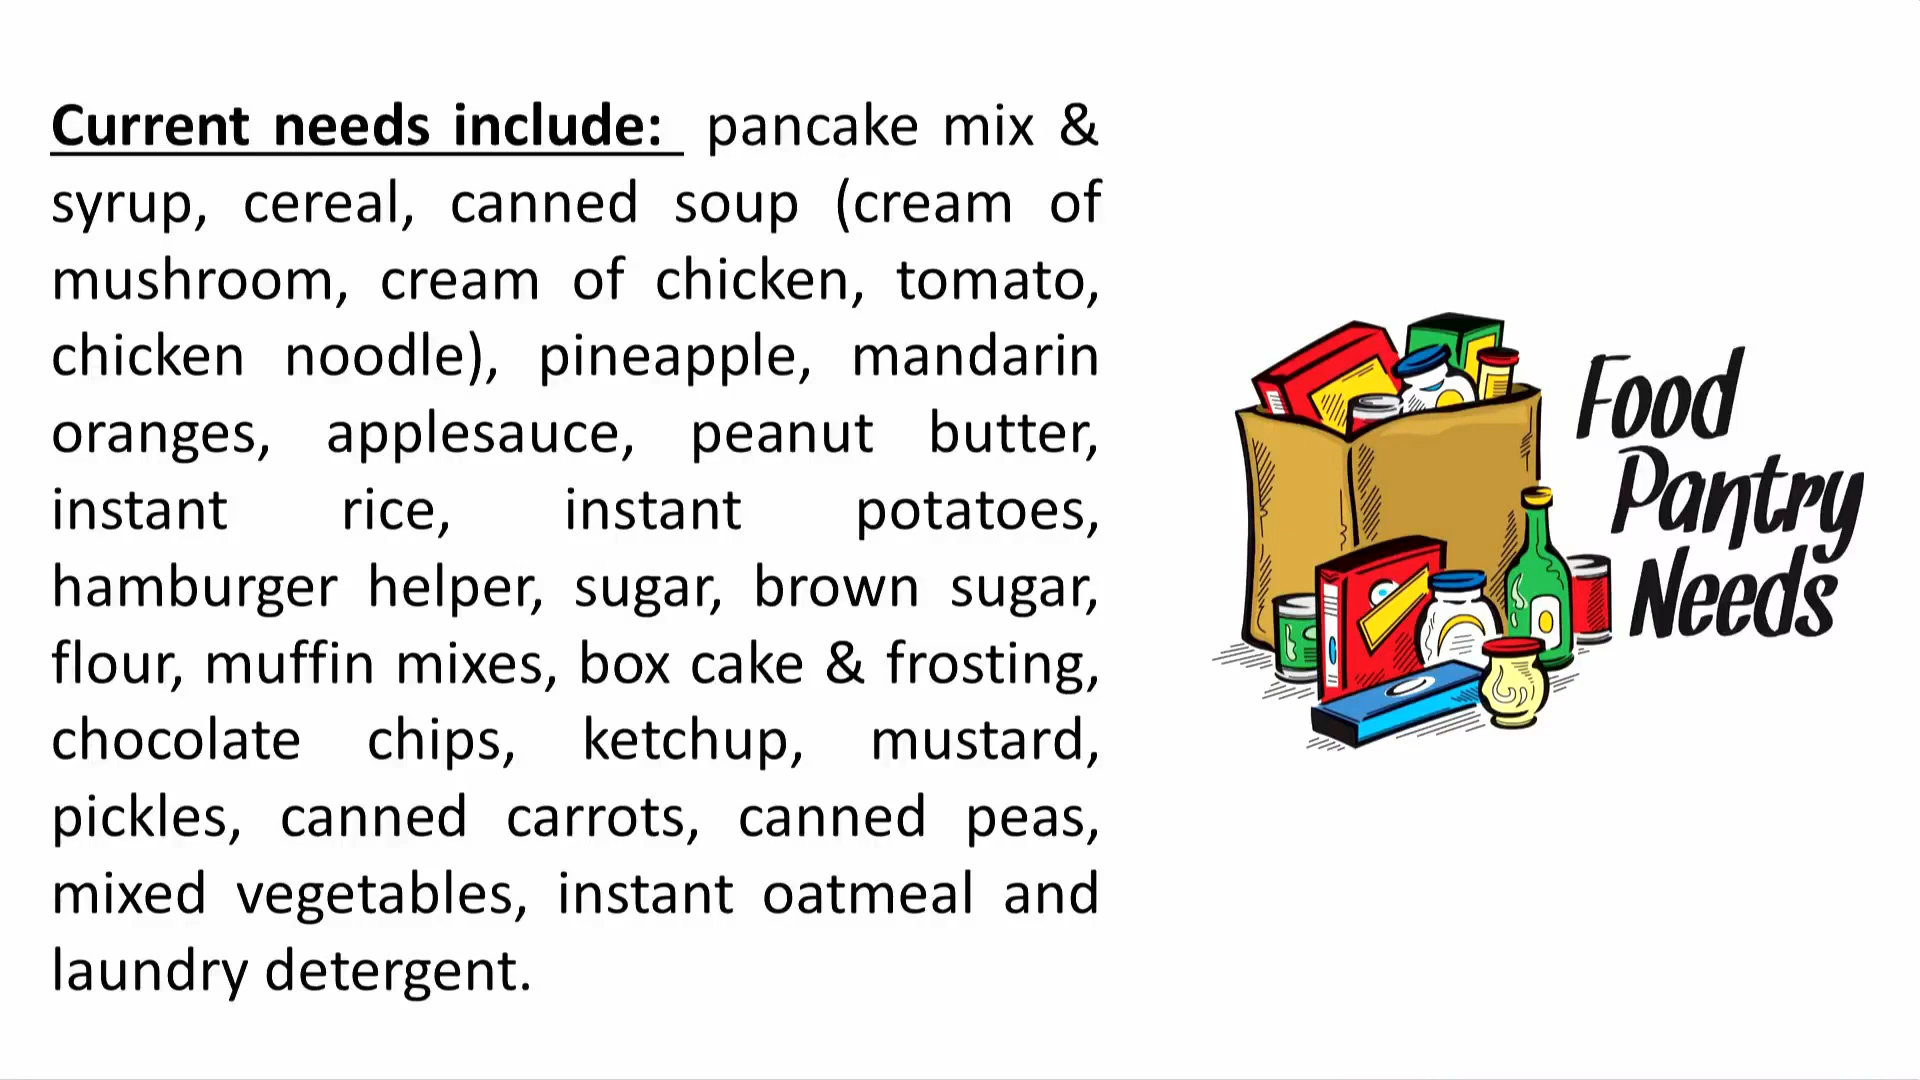 Current needs include: pancake mix &
syrup, cereal, canned soup (cream of
mushroom, cream of chicken, tomato,
chicken noodle), pineapple, mandarin
oranges, applesauce, peanut butter,
instant rice, instant potatoes,
hamburger helper, sugar, brown sugar,
flour, muffin mixes, box cake & frosting,
chocolate chips, ketchup, mustard,
pickles, canned carrots, canned peas,
mixed vegetables, instant oatmeal and
laundry detergent.
Food
Pantry
Needs